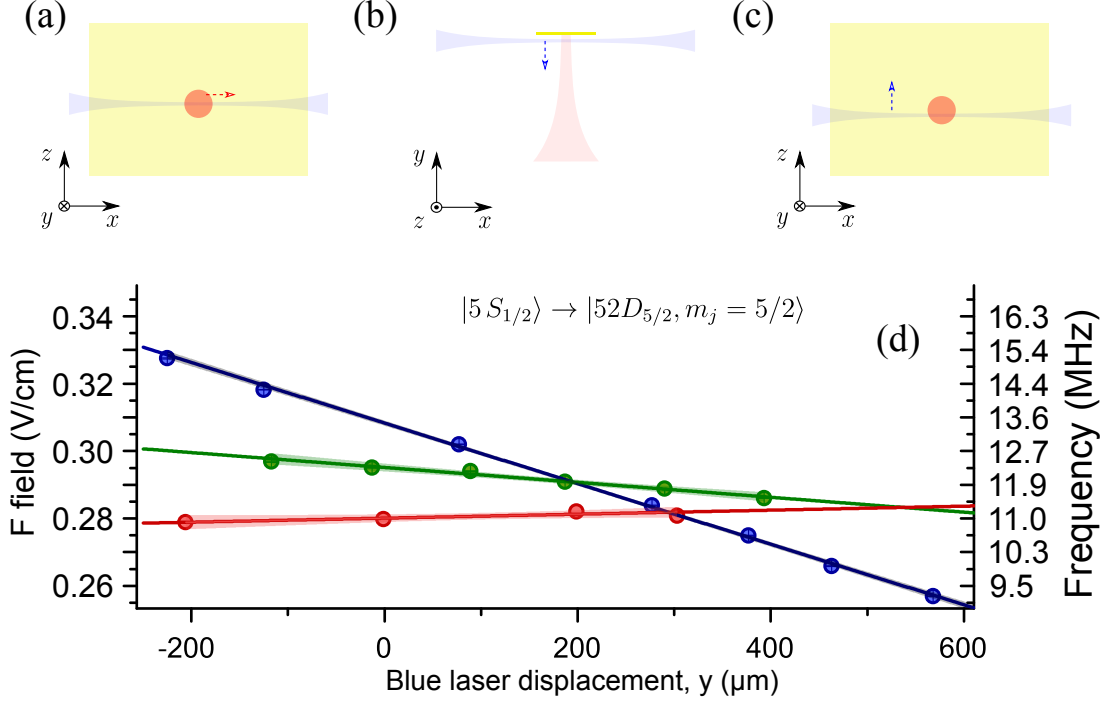 (a) (b) (c)
z y z
y x z x y x
|5 S1/2⟩ → |52D5/2, mj = 5/2⟩
(d)
F field (V/cm)
0.34
0.32
0.30
0.28
0.26
16.3
15.4
14.4
13.6
12.7
11.9
11.0
10.3
9.5
Frequency (MHz)
-200 0 200 400 600
Blue laser displacement, y (µm)